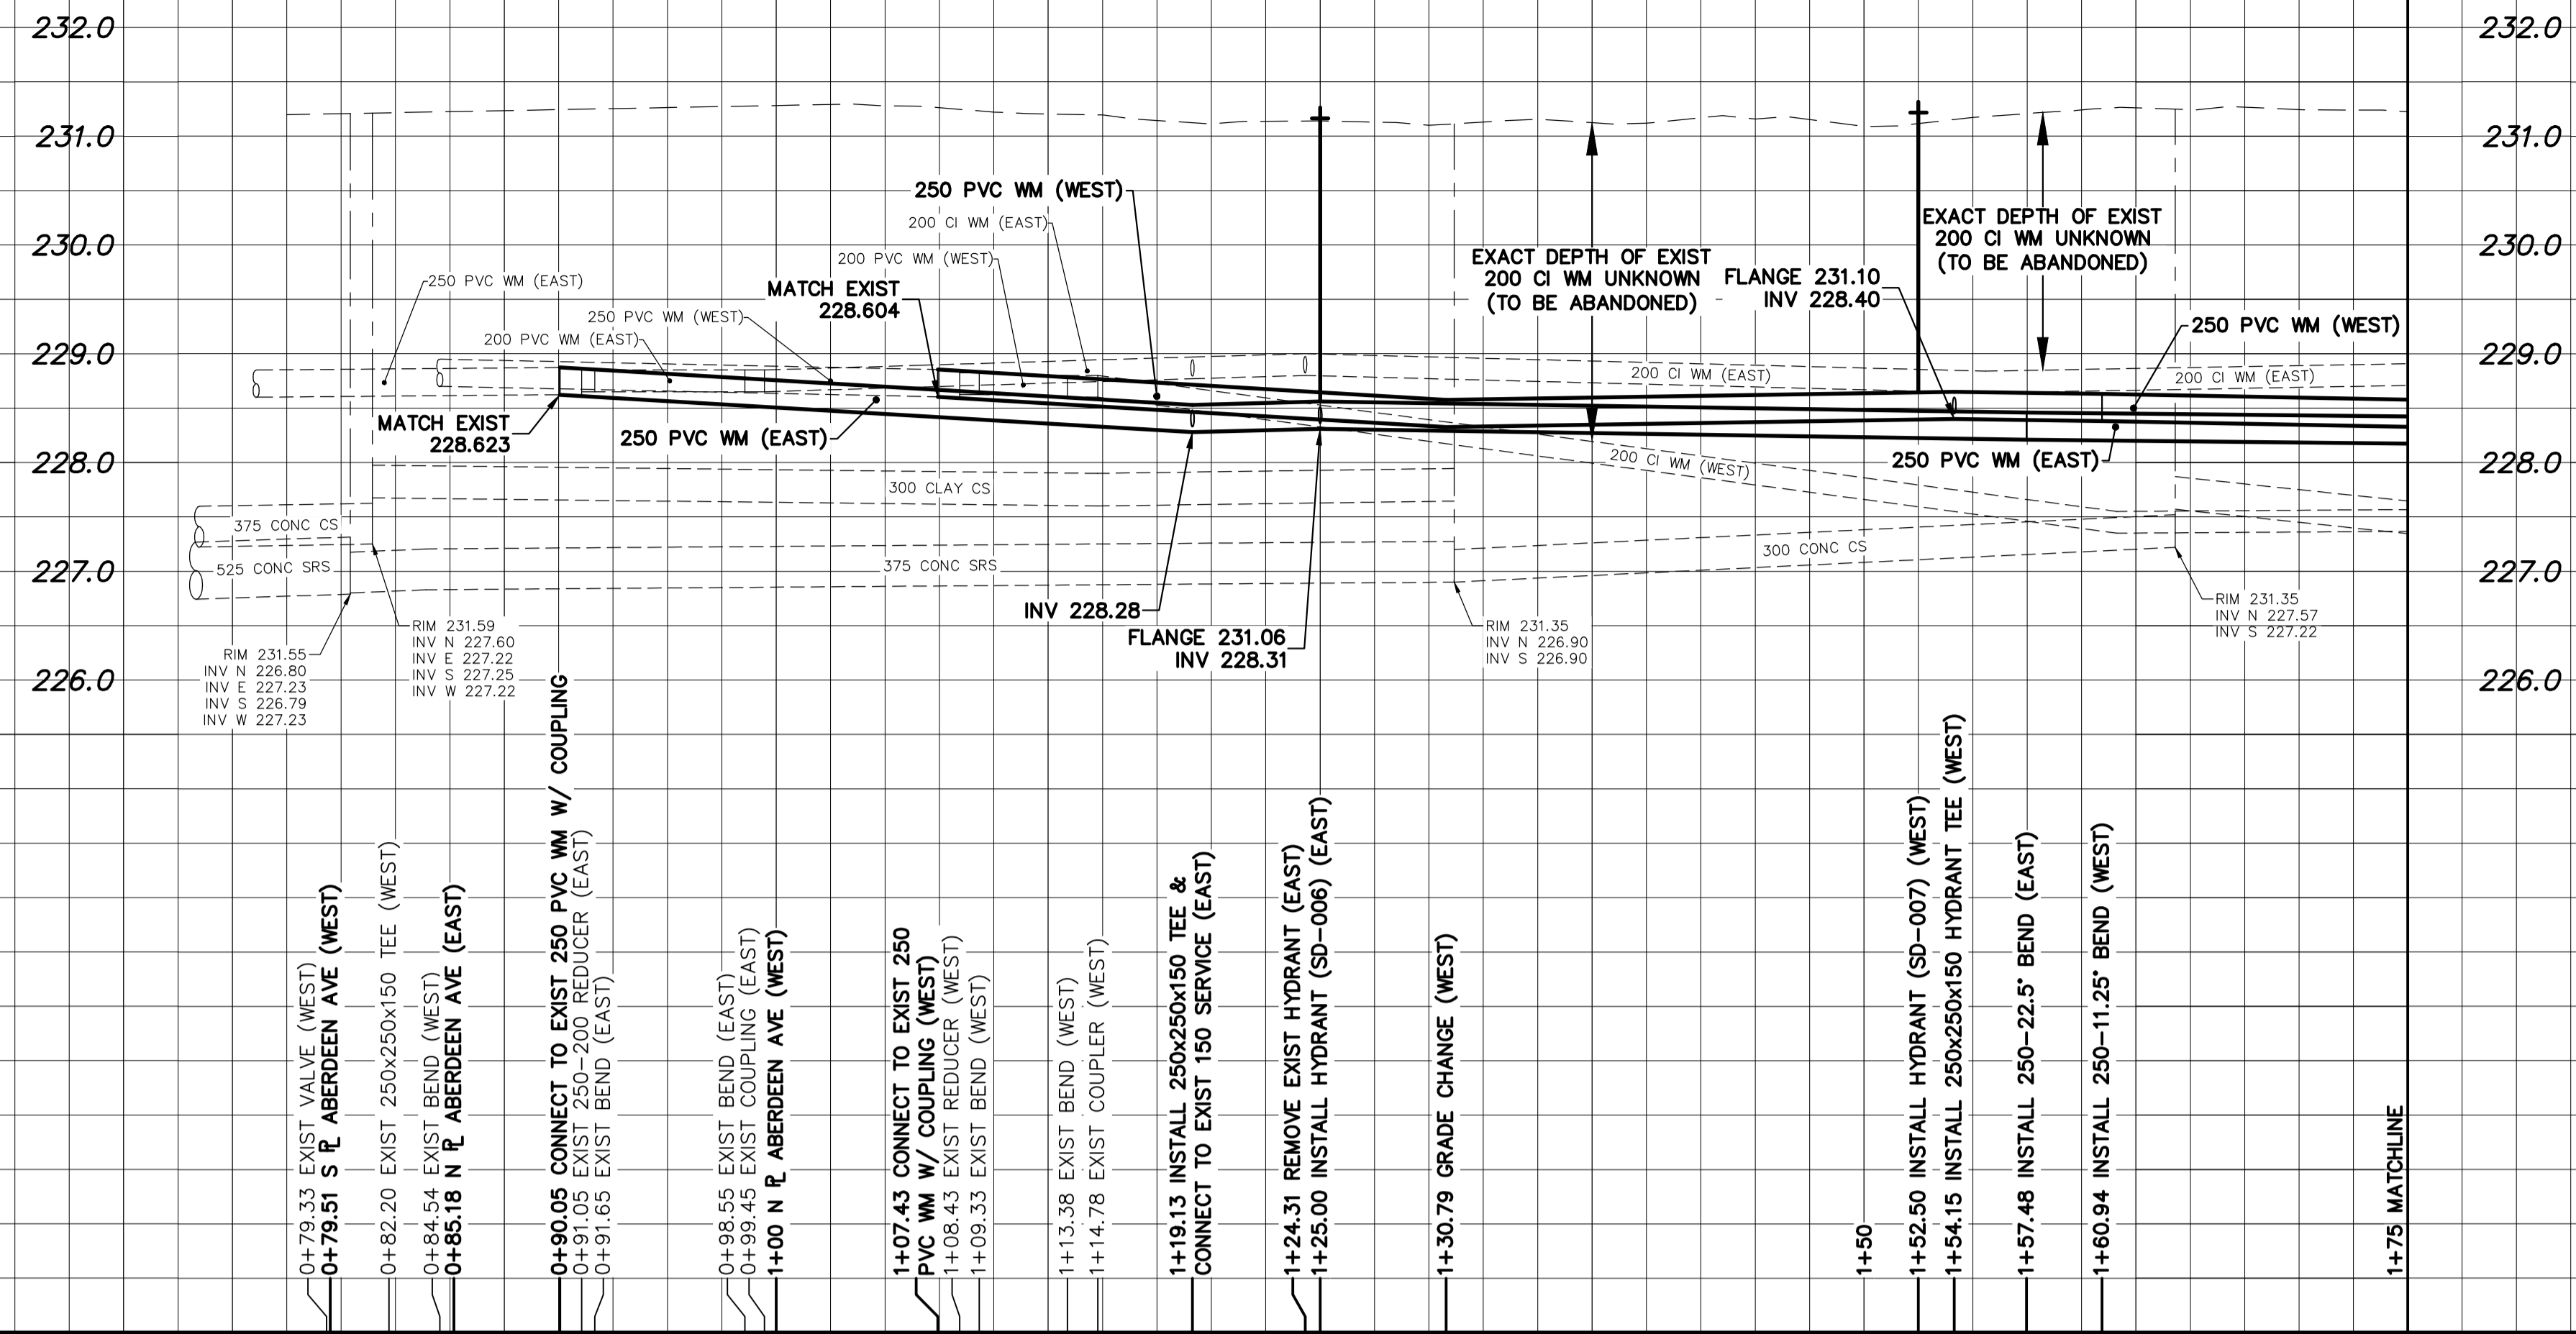 232.0
232.0
231.0
231.0
230.0
230.0
229.0
229.0
228.0
228.0
227.0
227.0
226.0
226.0
250 PVC WM (EAST)
200 PVC WM (EAST)
250 PVC WM (WEST)
MATCH EXIST
228.623
250 PVC WM (EAST)
MATCH EXIST
228.604
200 PVC WM (WEST)
200 CI WM (EAST)
250 PVC WM (WEST)
EXACT DEPTH OF EXIST
200 CI WM UNKNOWN
(TO BE ABANDONED)
FLANGE 231.10
INV 228.40
EXACT DEPTH OF EXIST
200 CI WM UNKNOWN
(TO BE ABANDONED)
250 PVC WM (WEST)
200 CI WM (EAST)
200 CI WM (EAST)
200 CI WM (WEST)
250 PVC WM (EAST)
375 CONC CS
525 CONC SRS
300 CLAY CS
375 CONC SRS
300 CONC CS
INV 228.28
FLANGE 231.06
INV 228.31
RIM 231.55
INV N 226.80
INV E 227.23
INV S 226.79
INV W 227.23
RIM 231.59
INV N 227.60
INV E 227.22
INV S 227.25
INV W 227.22
RIM 231.35
INV N 226.90
INV S 226.90
RIM 231.35
INV N 227.57
INV S 227.22
0+79.33 EXIST VALVE (WEST)
0+79.51 S PL ABERDEEN AVE (WEST)
0+82.20 EXIST 250x250x150 TEE (WEST)
0+84.54 EXIST BEND (WEST)
0+85.18 N PL ABERDEEN AVE (EAST)
0+90.05 CONNECT TO EXIST 250 PVC WM W/ COUPLING
0+91.05 EXIST 250-200 REDUCER (EAST)
0+91.65 EXIST BEND (EAST)
0+98.55 EXIST BEND (EAST)
0+99.45 EXIST COUPLING (EAST)
1+00 N PL ABERDEEN AVE (WEST)
1+07.43 CONNECT TO EXIST 250
PVC WM W/ COUPLING (WEST)
1+08.43 EXIST REDUCER (WEST)
1+09.33 EXIST BEND (WEST)
1+13.38 EXIST BEND (WEST)
1+14.78 EXIST COUPLER (WEST)
1+19.13 INSTALL 250x250x150 TEE &
CONNECT TO EXIST 150 SERVICE (EAST)
1+24.31 REMOVE EXIST HYDRANT (EAST)
1+25.00 INSTALL HYDRANT (SD-006) (EAST)
1+30.79 GRADE CHANGE (WEST)
1+50
1+52.50 INSTALL HYDRANT (SD-007) (WEST)
1+54.15 INSTALL 250x250x150 HYDRANT TEE (WEST)
1+57.48 INSTALL 250-22.5° BEND (EAST)
1+60.94 INSTALL 250-11.25° BEND (WEST)
1+75 MATCHLINE